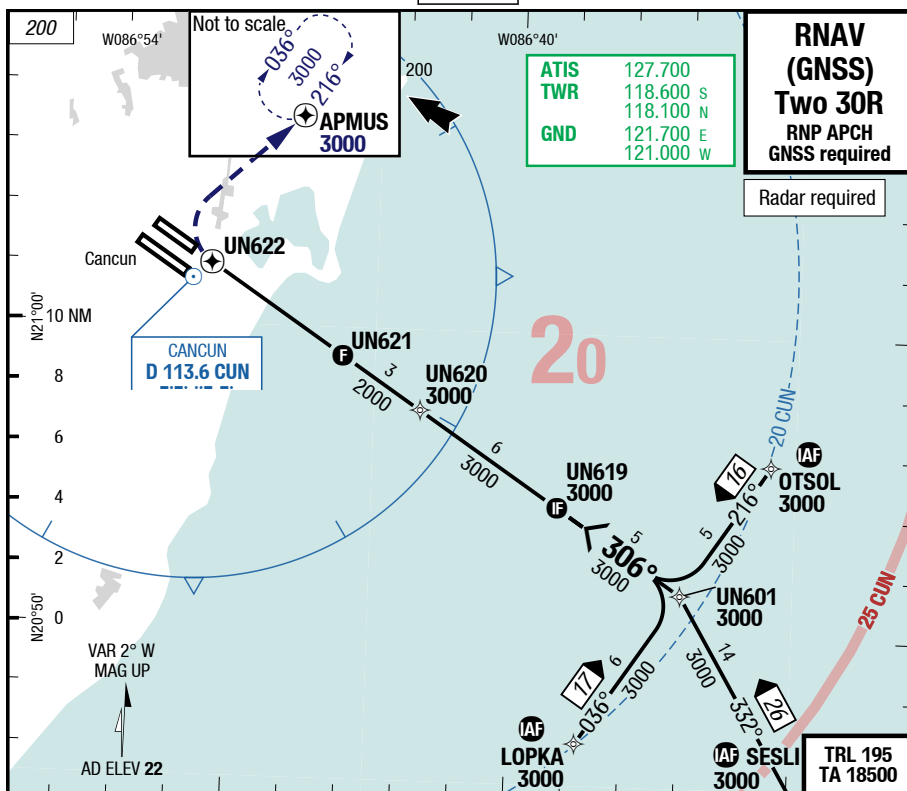 200
W086°54'
Not to scale
036°
3000
216°
APMUS
3000
200
W086°40'
ATIS 127.700
TWR 118.600 S
118.100 N
GND 121.700 E
121.000 W
RNAV
(GNSS)
Two 30R
RNP APCH
GNSS required
Radar required
UN622
Cancun
N21°00'
10 NM
CANCUN
D 113.6 CUN
F
UN621
3
2000
UN620
3000
20
20 CUN
8
6
6
3000
UN619
3000
IF
IAF
OTSOL
3000
16
216°
5
3000
4
2
5
306°
3000
UN601
3000
25 CUN
N20°50'
0
VAR 2° W
MAG UP
17
6
036°
3000
14
3000
26
332°
AD ELEV 22
IAF
LOPKA
3000
IAF SESLI
3000
TRL 195
TA 18500